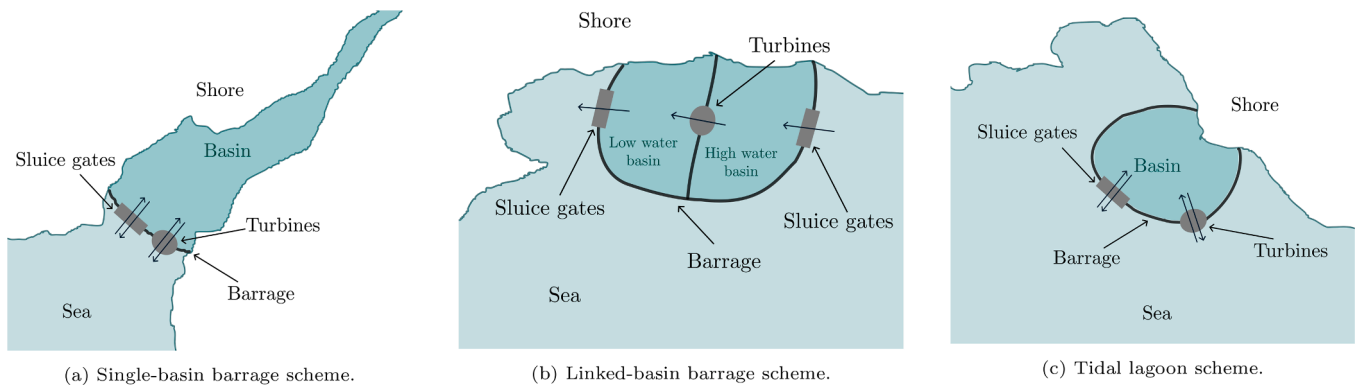 Shore
Basin
Sluice gates
Turbines
Barrage
Sea
(a) Single-basin barrage scheme.
Shore
Turbines
Low water
basin
High water
basin
Sluice gates
Sluice gates
Barrage
Sea
(b) Linked-basin barrage scheme.
Shore
Sluice gates
Basin
Barrage
Turbines
Sea
(c) Tidal lagoon scheme.